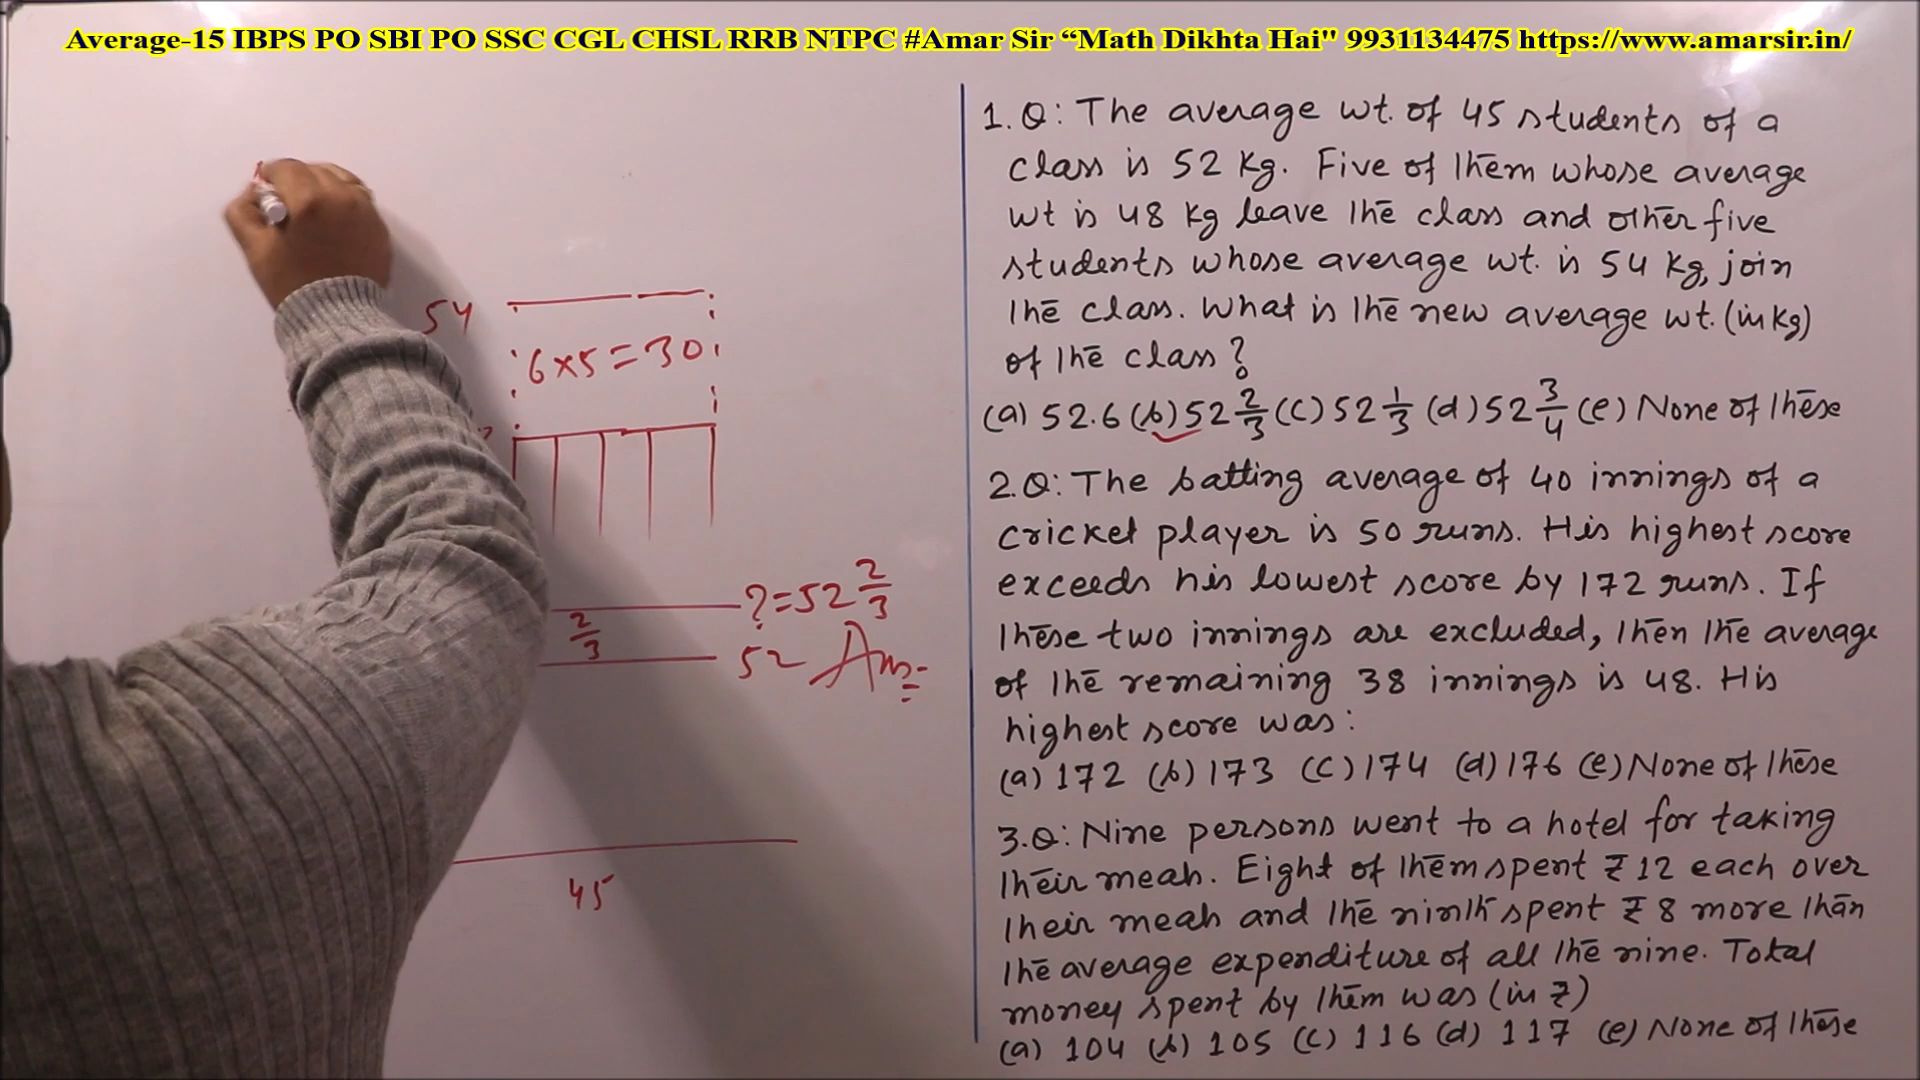 Average-15 IBPS PO SBI PO SSC CGL CHSL RRB NTPC #Amar Sir “Math Dikhta Hai" 9931134475 https://www.amarsir.in/
54
6x5=30
?=52 2/3
2/3
52 Ans=
45
1.Q: The average wt. of 45 students of a
class is 52 kg. Five of them whose average
wt is 48 kg leave the class and other five
students whose average wt. is 54 kg, join
the class. What is the new average wt. (in kg)
of the class?
(a) 52.6 (b) 52 2/3 (c) 52 1/3 (d) 52 3/4 (e) None of these
2.Q: The batting average of 40 innings of a
cricket player is 50 runs. His highest score
exceeds his lowest score by 172 runs. If
these two innings are excluded, then the average
of the remaining 38 innings is 48. His
highest score was:
(a) 172 (b) 173 (c) 174 (d) 176 (e) None of these
3.Q: Nine persons went to a hotel for taking
their meals. Eight of them spent ₹ 12 each over
their meals and the ninth spent ₹ 8 more than
the average expenditure of all the nine. Total
money spent by them was (in ₹)
(a) 104 (b) 105 (c) 116 (d) 117 (e) None of these